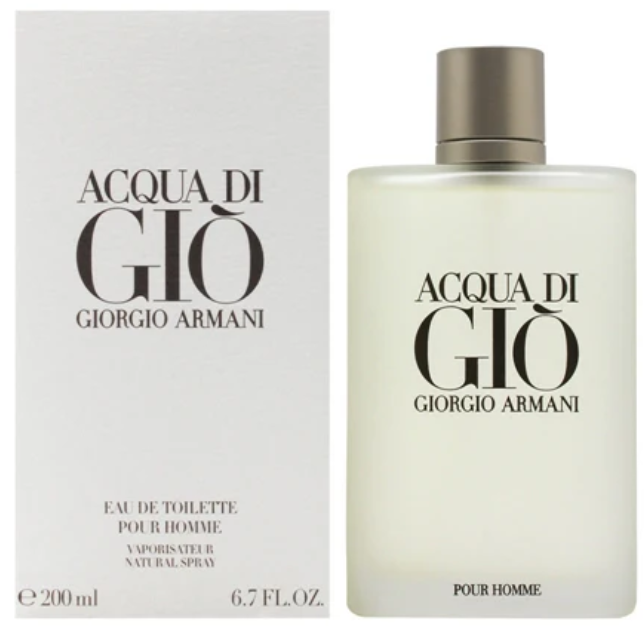 ACQUA DI
GIÒ
GIORGIO ARMANI
EAU DE TOILETTE
POUR HOMME
VAPORISATEUR
NATURAL SPRAY
℮ 200 ml 6.7 FL.OZ.
ACQUA DI
GIÒ
GIORGIO ARMANI
POUR HOMME